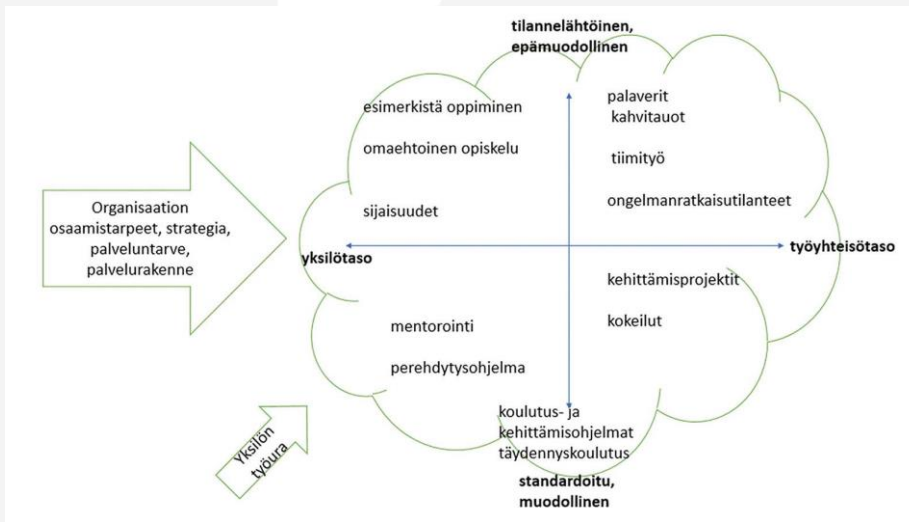 tilannelähtöinen,
epämuodollinen
esimerkistä oppiminen
omaehtoinen opiskelu
sijaisuudet
palaverit
kahvitauot
tiimityö
ongelmanratkaisutilanteet
Organisaation
osaamistarpeet, strategia,
palveluntarve,
palvelurakenne
yksilötaso
työyhteisötaso
mentorointi
perehdytysohjelma
kehittämisprojektit
kokeilut
Yksilön
työura
koulutus- ja
kehittämisohjelmat
täydennyskoulutus
standardoitu,
muodollinen